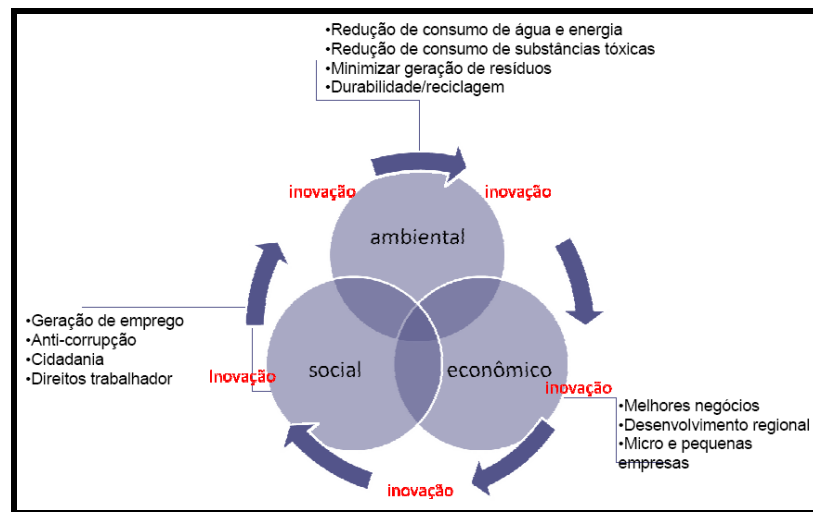 •Redução de consumo de água e energia
•Redução de consumo de substâncias tóxicas
•Minimizar geração de resíduos
•Durabilidade/reciclagem
inovação
inovação
ambiental
•Geração de emprego
•Anti-corrupção
•Cidadania
•Direitos trabalhador
Inovação
social
econômico
inovação
•Melhores negócios
•Desenvolvimento regional
•Micro e pequenas
empresas
inovação